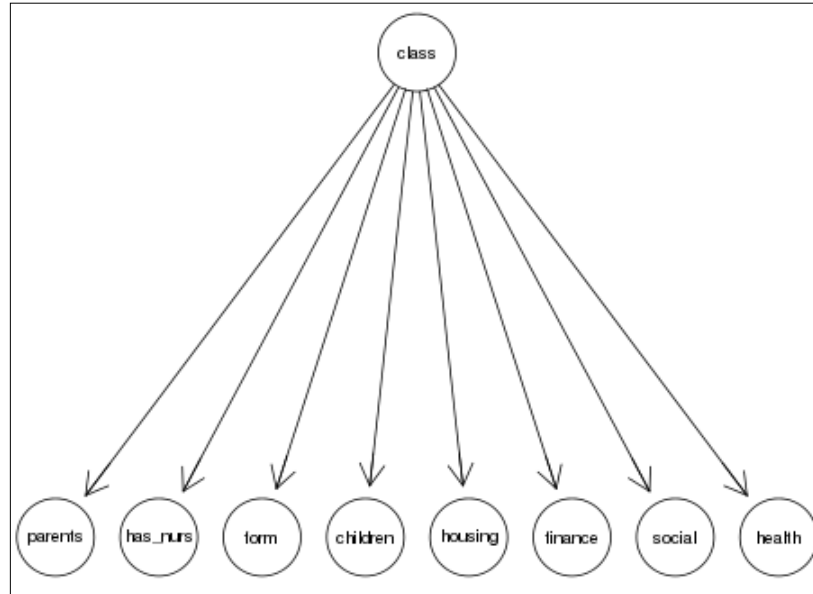 class
parents has_nurs form children housing finance social health